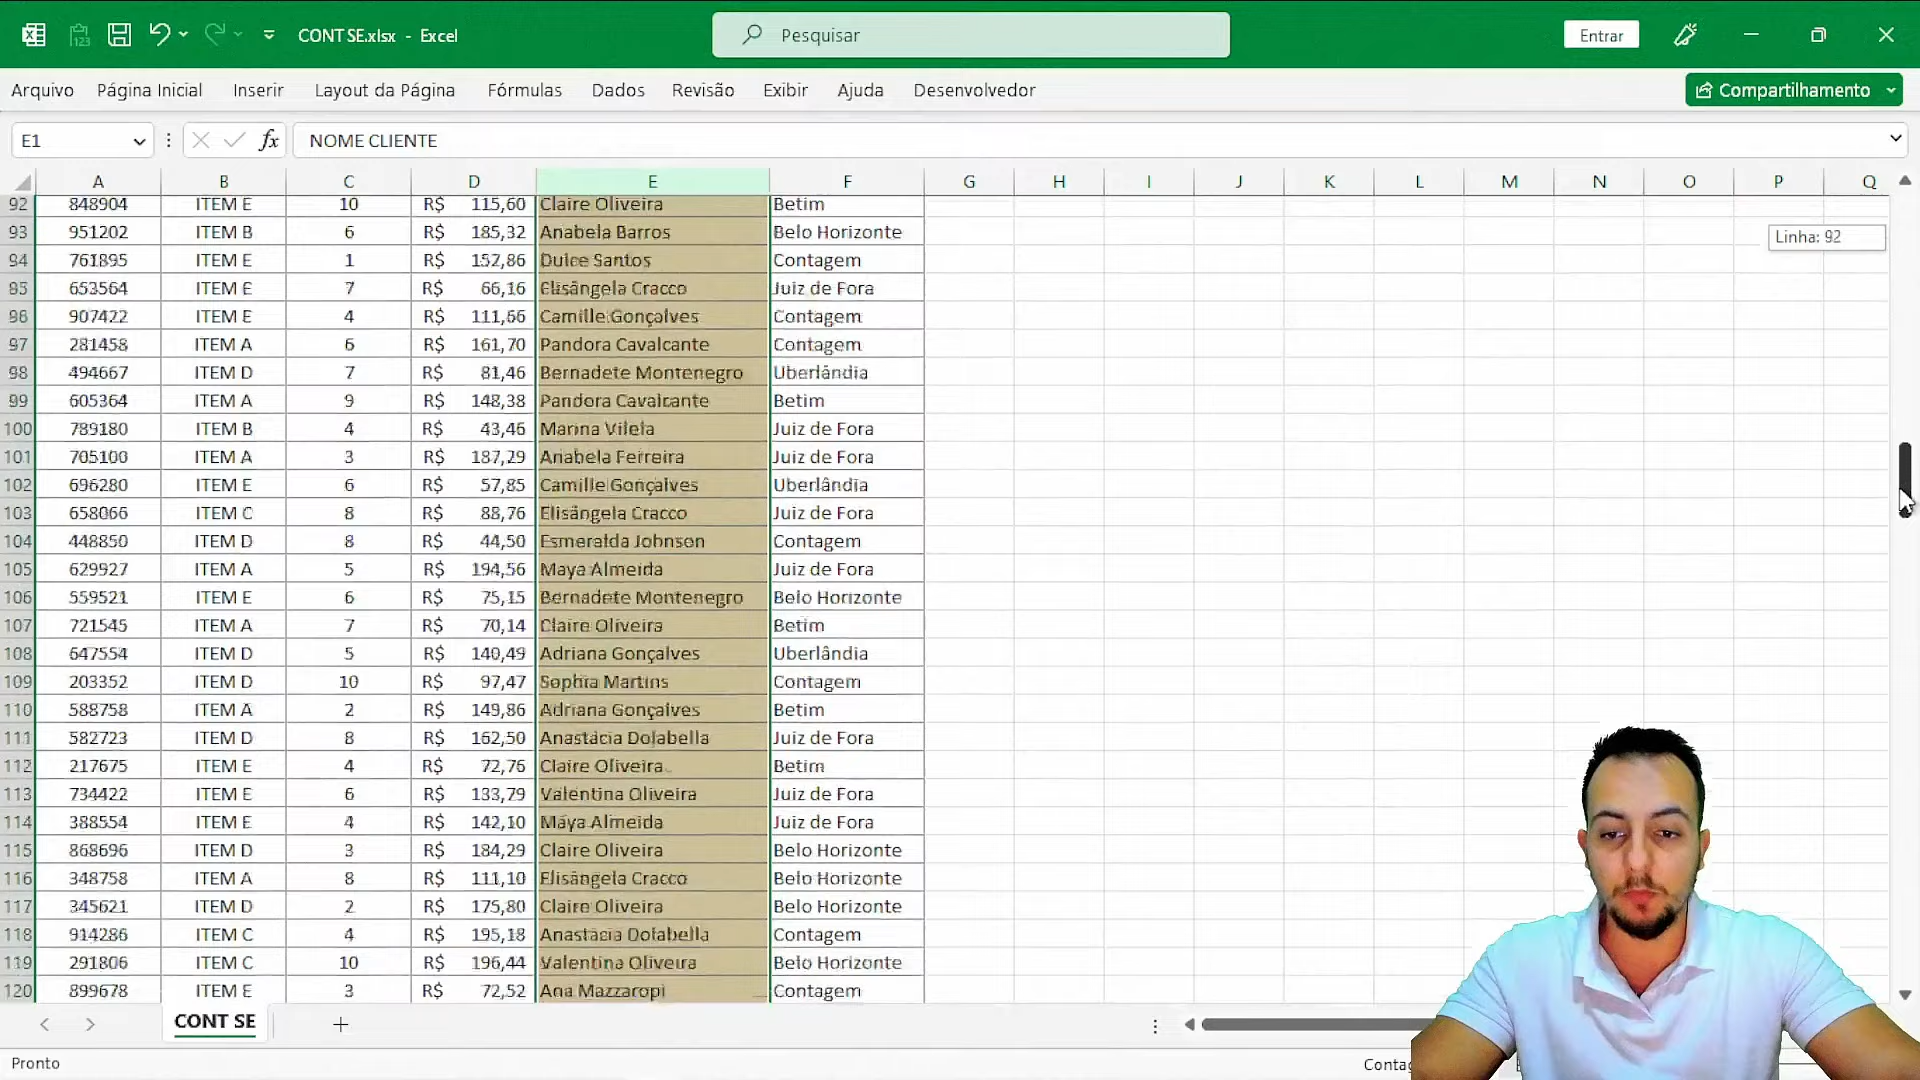 CONT SE.xlsx - Excel
Pesquisar
Entrar
Arquivo Página Inicial Inserir Layout da Página Fórmulas Dados Revisão Exibir Ajuda Desenvolvedor Compartilhamento
E1 fx NOME CLIENTE
A B C D E F G H I J K L M N O P Q
92 848904 ITEM E 10 R$ 115,60 Claire Oliveira Betim
93 951202 ITEM B 6 R$ 185,32 Anabela Barros Belo Horizonte
Linha: 92
94 761895 ITEM E 1 R$ 152,86 Dulce Santos Contagem
95 653564 ITEM E 7 R$ 66,16 Elisângela Cracco Juiz de Fora
96 907422 ITEM E 4 R$ 111,66 Camille Gonçalves Contagem
97 281458 ITEM A 6 R$ 161,70 Pandora Cavalcante Contagem
98 494667 ITEM D 7 R$ 81,46 Bernadete Montenegro Uberlândia
99 605364 ITEM A 9 R$ 148,38 Pandora Cavalcante Betim
100 789180 ITEM B 4 R$ 43,46 Marina Vilela Juiz de Fora
101 705100 ITEM A 3 R$ 187,29 Anabela Ferreira Juiz de Fora
102 696280 ITEM E 6 R$ 57,85 Camille Gonçalves Uberlândia
103 658066 ITEM C 8 R$ 88,76 Elisângela Cracco Juiz de Fora
104 448850 ITEM D 8 R$ 44,50 Esmeralda Johnson Contagem
105 629927 ITEM A 5 R$ 194,56 Maya Almeida Juiz de Fora
106 559521 ITEM E 6 R$ 75,15 Bernadete Montenegro Belo Horizonte
107 721545 ITEM A 7 R$ 70,14 Claire Oliveira Betim
108 647554 ITEM D 5 R$ 140,49 Adriana Gonçalves Uberlândia
109 203352 ITEM D 10 R$ 97,47 Sophia Martins Contagem
110 588758 ITEM A 2 R$ 149,86 Adriana Gonçalves Betim
111 582723 ITEM D 8 R$ 162,50 Anastácia Dolabella Juiz de Fora
112 217675 ITEM E 4 R$ 72,76 Claire Oliveira Betim
113 734422 ITEM E 6 R$ 133,79 Valentina Oliveira Juiz de Fora
114 388554 ITEM E 4 R$ 142,10 Maya Almeida Juiz de Fora
115 868696 ITEM D 3 R$ 184,29 Claire Oliveira Belo Horizonte
116 348758 ITEM A 8 R$ 111,10 Elisângela Cracco Belo Horizonte
117 345621 ITEM D 2 R$ 175,80 Claire Oliveira Belo Horizonte
118 914286 ITEM C 4 R$ 195,18 Anastácia Dolabella Contagem
119 291806 ITEM C 10 R$ 196,44 Valentina Oliveira Belo Horizonte
120 899678 ITEM E 3 R$ 72,52 Ana Mazzaropi Contagem
CONT SE
Pronto